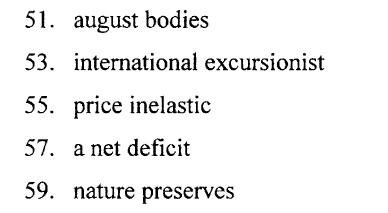 51. august bodies
53. international excursionist
55. price inelastic
57. a net deficit
59. nature preserves